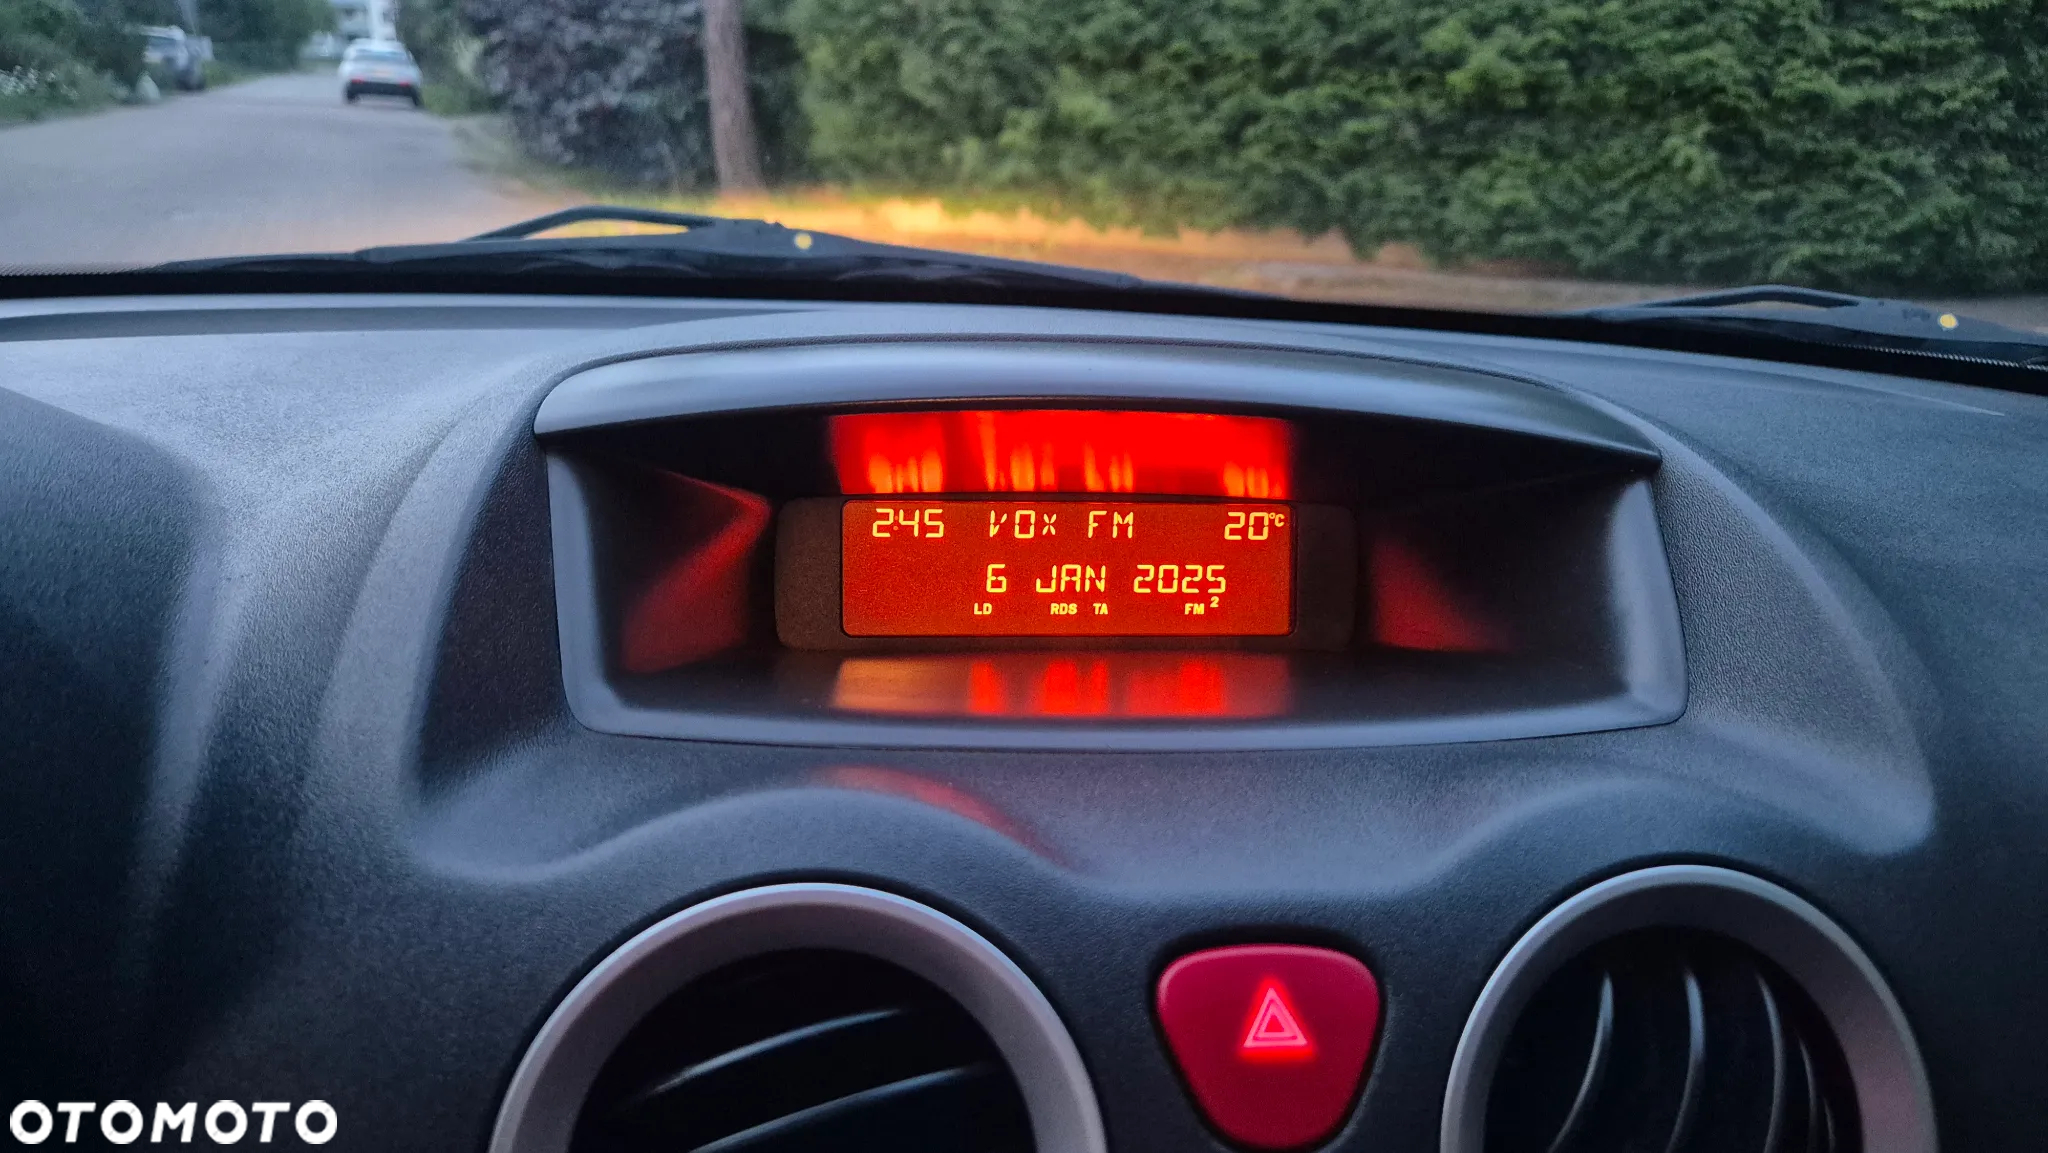 2:45 VOX FM 20°C
6 JAN 2025
LD RDS TA FM 2
OTOMOTO